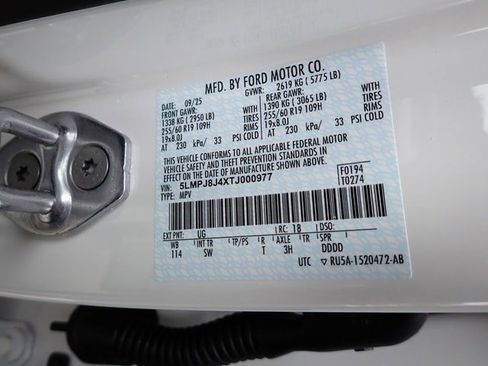 MFD. BY FORD MOTOR CO.
DATE: 09/25 GVWR: 2619 KG (5775 LB)
FRONT GAWR: REAR GAWR:
1338 KG (2950 LB) WITH 1390 KG (3065 LB) WITH
255/60 R19 109H TIRES 255/60 R19 109H TIRES
19x8.0J RIMS 19x8.0J RIMS
AT 230 kPa/ 33 PSI COLD AT 230 kPa/ 33 PSI COLD
THIS VEHICLE CONFORMS TO ALL APPLICABLE FEDERAL MOTOR
VEHICLE SAFETY AND THEFT PREVENTION STANDARDS IN
EFFECT ON THE DATE OF MANUFACTURE SHOWN ABOVE.
VIN: 5LMPJ8J4XTJ000977 F0194
TYPE: MPV T0274
EXT PNT: UG RC: 18 DSO:
WB INT TR TP/PS R AXLE TR SPR
114 SW T 3H DDDD
UTC ▽ RU5A-1520472-AB